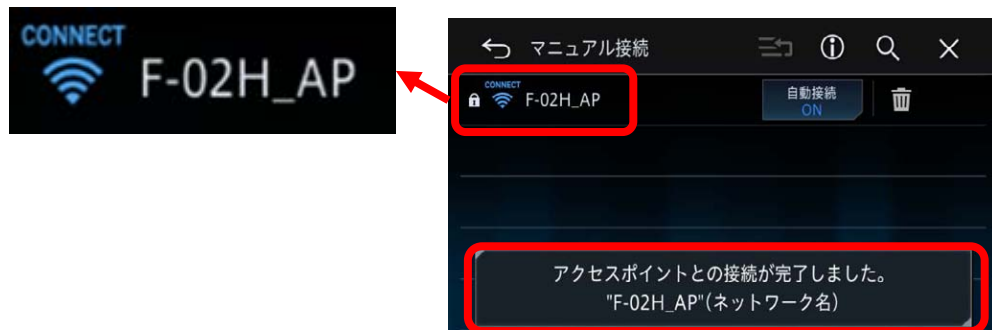 CONNECT
F-02H_AP
マニュアル接続
CONNECT
F-02H_AP
自動接続
ON
アクセスポイントとの接続が完了しました。
"F-02H_AP"(ネットワーク名)